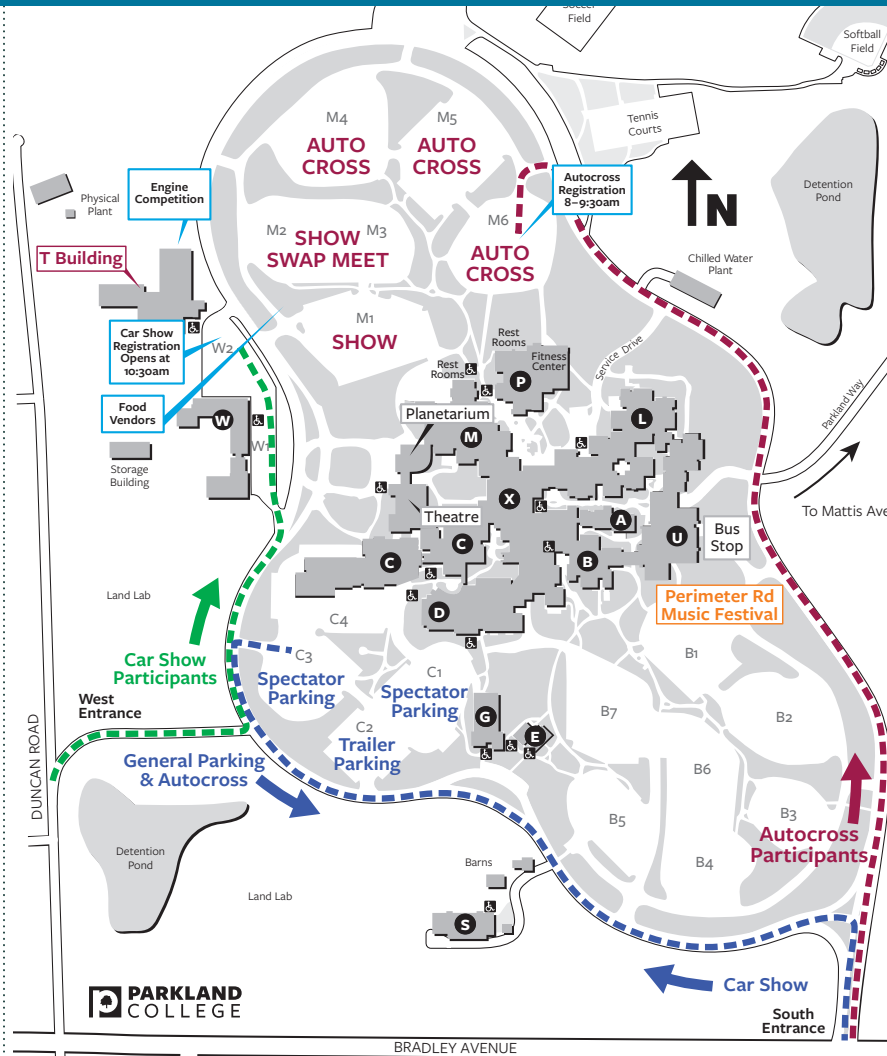 Soccer
Field
Softball
Field
M4
AUTO
CROSS
M5
AUTO
CROSS
Tennis
Courts
Engine
Competition
Autocross
Registration
8–9:30am
Physical
Plant
Detention
Pond
N
M2
M3
SHOW
SWAP MEET
M6
AUTO
CROSS
T Building
Chilled Water
Plant
M1
SHOW
Car Show
Registration
Opens at
10:30am
W2
Rest
Rooms
Fitness
Center
Service Drive
Rest
Rooms
P
Food
Vendors
Planetarium
L
Parkland Way
W
M
W1
Storage
Building
X
To Mattis Ave
Theatre
A
Bus
Stop
C
C
U
B
Land Lab
D
Perimeter Rd
Music Festival
C4
C3
B1
Car Show
Participants
Spectator
Parking
C1
Spectator
Parking
West
Entrance
G
B7
B2
C2
Trailer
Parking
E
DUNCAN ROAD
General Parking
& Autocross
B6
B5
B3
Autocross
Participants
B4
Detention
Pond
Barns
Land Lab
S
Car Show
PARKLAND
COLLEGE
South
Entrance
BRADLEY AVENUE